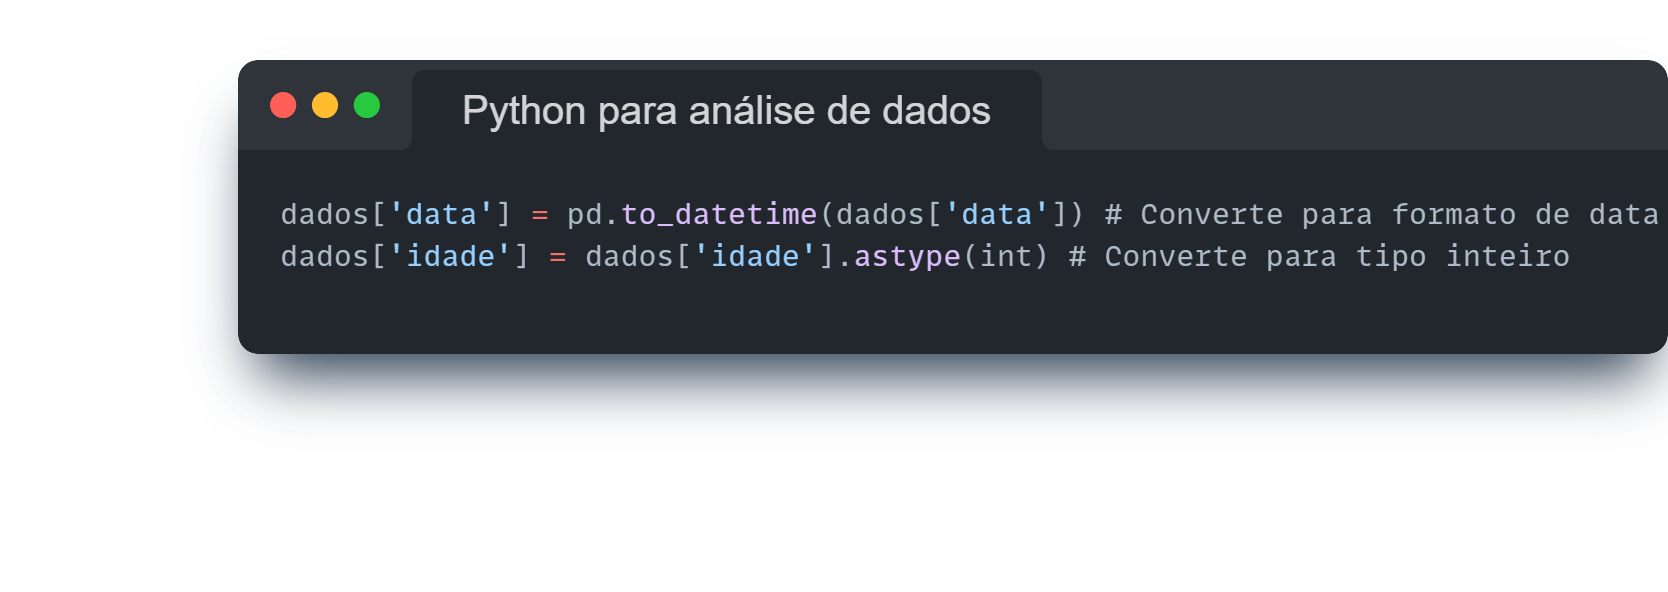 Python para análise de dados
dados['data'] = pd.to_datetime(dados['data']) # Converte para formato de data
dados['idade'] = dados['idade'].astype(int) # Converte para tipo inteiro